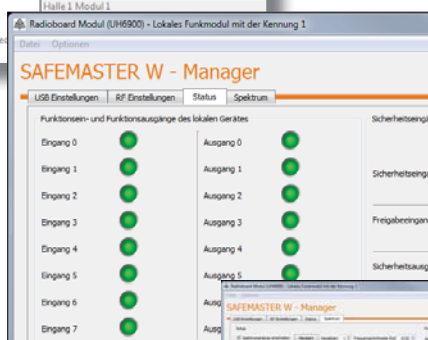 Halle 1 Modul 1
Radioboard Modul (UH6900) - Lokales Funkmodul mit der Kennung 1
Datei Optionen
SAFEMASTER W - Manager
USB Einstellungen RF Einstellungen Status Spektrum
Funktionsein- und Funktionsausgänge des lokalen Gerätes
Sicherheitseing
Eingang 0 Ausgang 0
Eingang 1 Ausgang 1
Sicherheitseing
Eingang 2 Ausgang 2
Eingang 3 Ausgang 3
Freigabeeingan
Eingang 4 Ausgang 4
Eingang 5 Ausgang 5
Sicherheitsausg
Eingang 6 Ausg
Eingang 7 Ausg
SAFEMASTER W - Manager